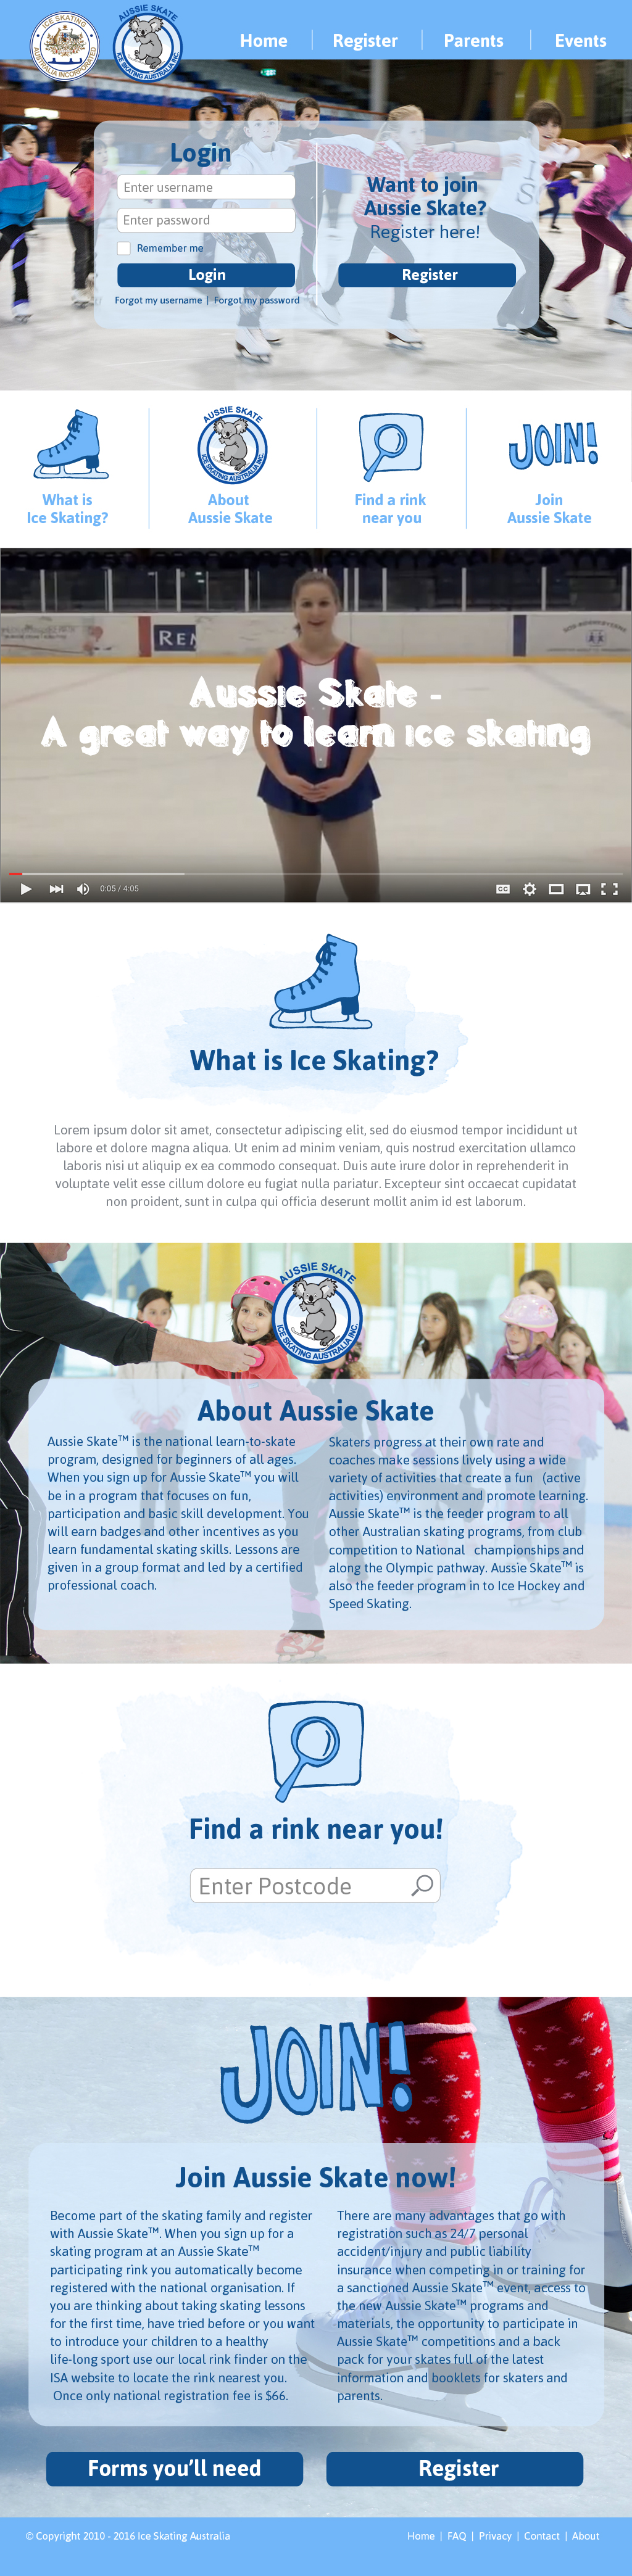 ICE SKATING
AUSTRALIA INCORPORATED
AUSSIE SKATE
ICE SKATING AUSTRALIA INC.
Home
Register
Parents
Events
Login
Enter username
Enter password
Remember me
Login
Forgot my username | Forgot my password
Want to join
Aussie Skate?
Register here!
Register
What is
Ice Skating?
AUSSIE SKATE
ICE SKATING AUSTRALIA INC.
About
Aussie Skate
Find a rink
near you
JOIN!
Join
Aussie Skate
REM
Aussie Skate -
A great way to learn ice skating
0:05 / 4:05
CC
What is Ice Skating?
Lorem ipsum dolor sit amet, consectetur adipiscing elit, sed do eiusmod tempor incididunt ut
labore et dolore magna aliqua. Ut enim ad minim veniam, quis nostrud exercitation ullamco
laboris nisi ut aliquip ex ea commodo consequat. Duis aute irure dolor in reprehenderit in
voluptate velit esse cillum dolore eu fugiat nulla pariatur. Excepteur sint occaecat cupidatat
non proident, sunt in culpa qui officia deserunt mollit anim id est laborum.
AUSSIE SKATE
ICE SKATING AUSTRALIA INC.
About Aussie Skate
Aussie Skate™ is the national learn-to-skate
program, designed for beginners of all ages.
When you sign up for Aussie Skate™ you will
be in a program that focuses on fun,
participation and basic skill development. You
will earn badges and other incentives as you
learn fundamental skating skills. Lessons are
given in a group format and led by a certified
professional coach.
Skaters progress at their own rate and
coaches make sessions lively using a wide
variety of activities that create a fun (active
activities) environment and promote learning.
Aussie Skate™ is the feeder program to all
other Australian skating programs, from club
competition to National championships and
along the Olympic pathway. Aussie Skate™ is
also the feeder program in to Ice Hockey and
Speed Skating.
Find a rink near you!
Enter Postcode
JOIN!
Join Aussie Skate now!
Become part of the skating family and register
with Aussie Skate™. When you sign up for a
skating program at an Aussie Skate™
participating rink you automatically become
registered with the national organisation. If
you are thinking about taking skating lessons
for the first time, have tried before or you want
to introduce your children to a healthy
life-long sport use our local rink finder on the
ISA website to locate the rink nearest you.
Once only national registration fee is $66.
There are many advantages that go with
registration such as 24/7 personal
accident/injury and public liability
insurance when competing in or training for
a sanctioned Aussie Skate™ event, access to
the new Aussie Skate™ programs and
materials, the opportunity to participate in
Aussie Skate™ competitions and a back
pack for your skates full of the latest
information and booklets for skaters and
parents.
Forms you'll need
Register
© Copyright 2010 - 2016 Ice Skating Australia
Home | FAQ | Privacy | Contact | About